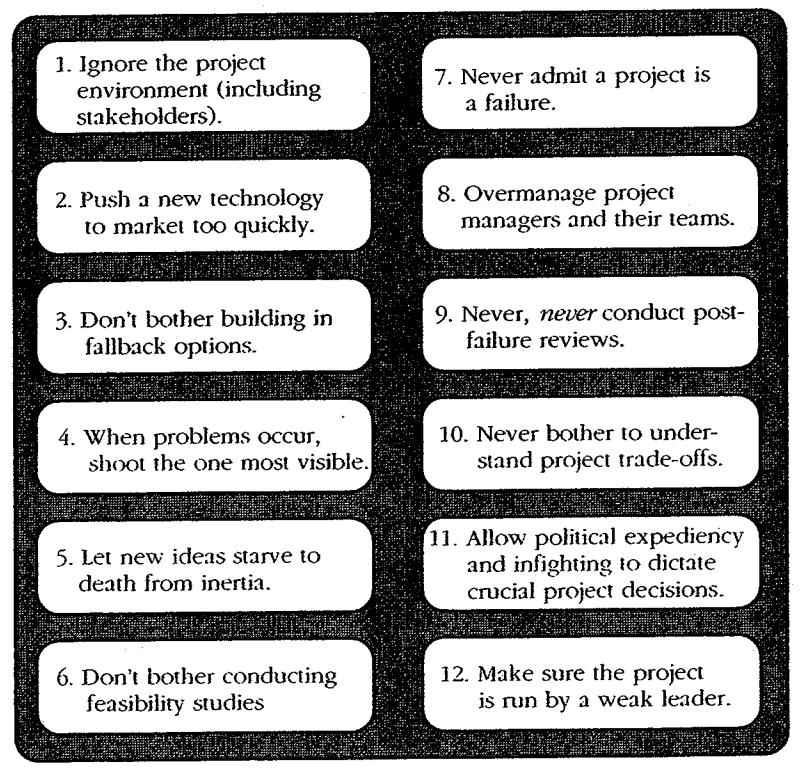 1. Ignore the project
environment (including
stakeholders).
2. Push a new technology
to market too quickly.
3. Don't bother building in
fallback options.
4. When problems occur,
shoot the one most visible.
5. Let new ideas starve to
death from inertia.
6. Don't bother conducting
feasibility studies
7. Never admit a project is
a failure.
8. Overmanage project
managers and their teams.
9. Never, never conduct post-
failure reviews.
10. Never bother to under-
stand project trade-offs.
11. Allow political expediency
and infighting to dictate
crucial project decisions.
12. Make sure the project
is run by a weak leader.